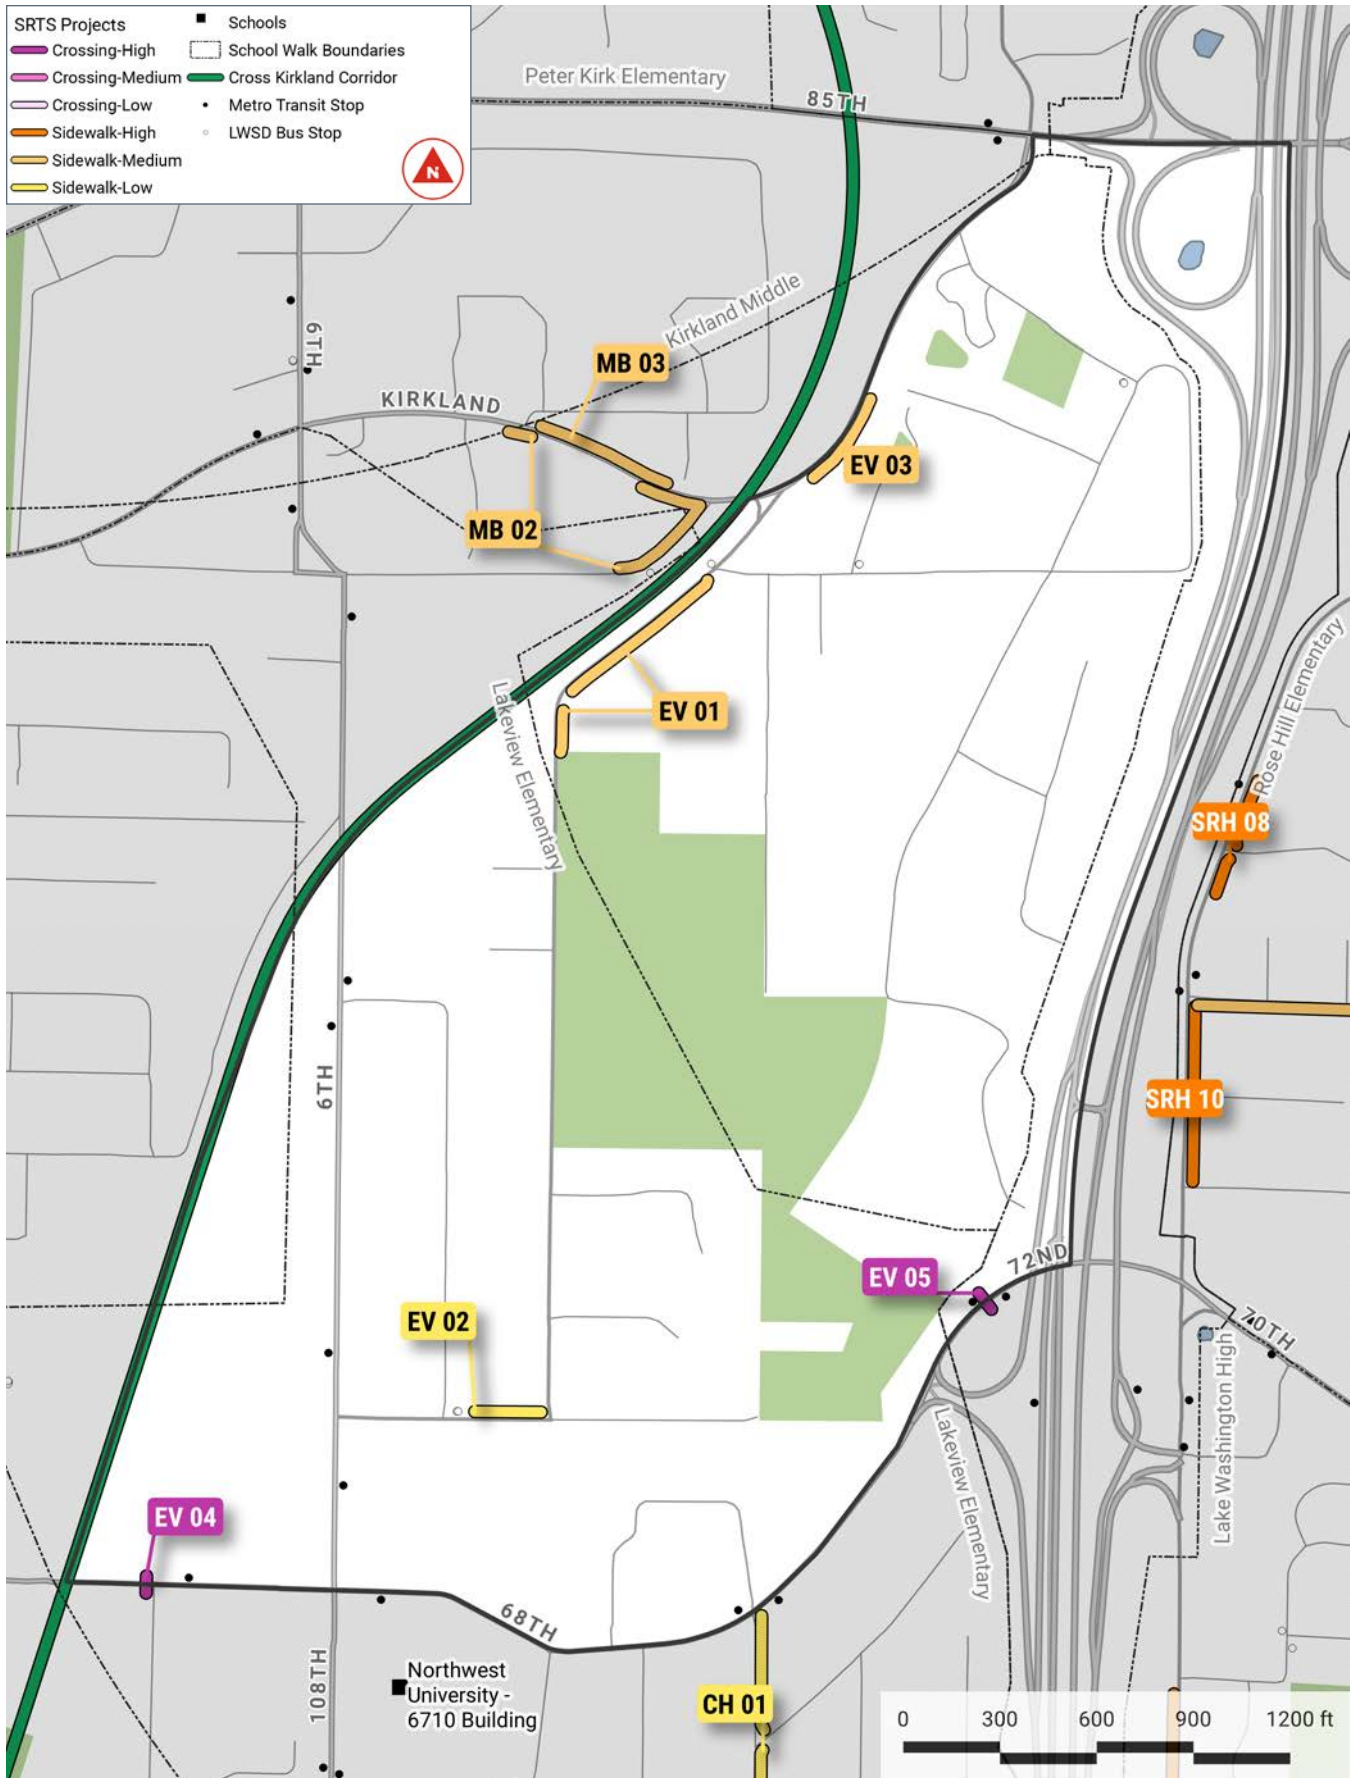 SRTS Projects
Crossing-High
Crossing-Medium
Crossing-Low
Sidewalk-High
Sidewalk-Medium
Sidewalk-Low
Schools
School Walk Boundaries
Cross Kirkland Corridor
Metro Transit Stop
LWSD Bus Stop
N
Peter Kirk Elementary
85TH
6TH
Kirkland Middle
MB 03
KIRKLAND
EV 03
MB 02
Lakeview Elementary
EV 01
Rose Hill Elementary
SRH 08
6TH
SRH 10
72ND
EV 05
70TH
EV 02
Lake Washington High
Lakeview Elementary
EV 04
68TH
108TH
Northwest
University -
6710 Building
CH 01
0 300 600 900 1200 ft